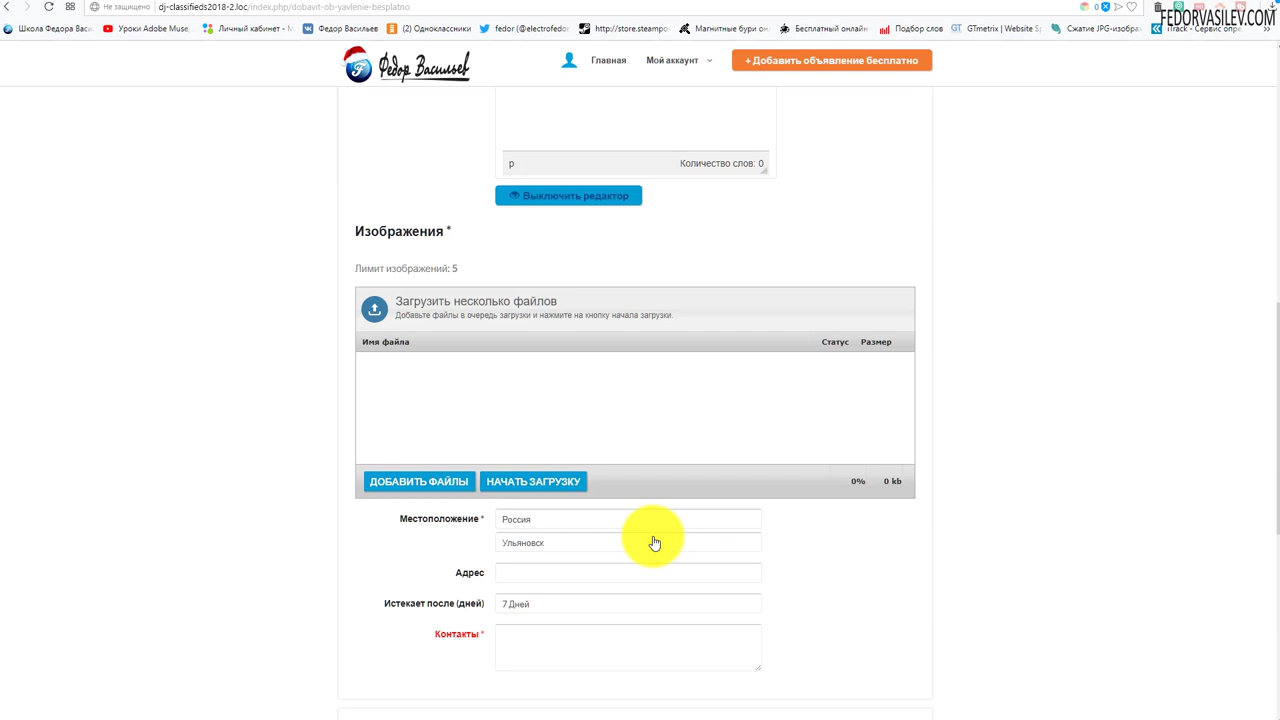 Не защищено dj-classifieds2018-2.loc/index.php/dobavit-ob-yavlenie-besplatno
FEDORVASILEV.COM
Школа Федора Васи Уроки Adobe Muse, Личный кабинет - Федор Васильев (2) Одноклассники fedor (@electrofedor http://store.steampo Магнитные бури он Бесплатный онлайн Подбор слов GTmetrix | Website S Сжатие JPG-изобра iTrack - Сервис опре
Федор Васильев
Главная Мой аккаунт + Добавить объявление бесплатно
p Количество слов: 0
Выключить редактор
Изображения *
Лимит изображений: 5
Загрузить несколько файлов
Добавьте файлы в очередь загрузки и нажмите на кнопку начала загрузки.
Имя файла Статус Размер
ДОБАВИТЬ ФАЙЛЫ НАЧАТЬ ЗАГРУЗКУ 0% 0 kb
Местоположение * Россия
Ульяновск
Адрес
Истекает после (дней) 7 Дней
Контакты *